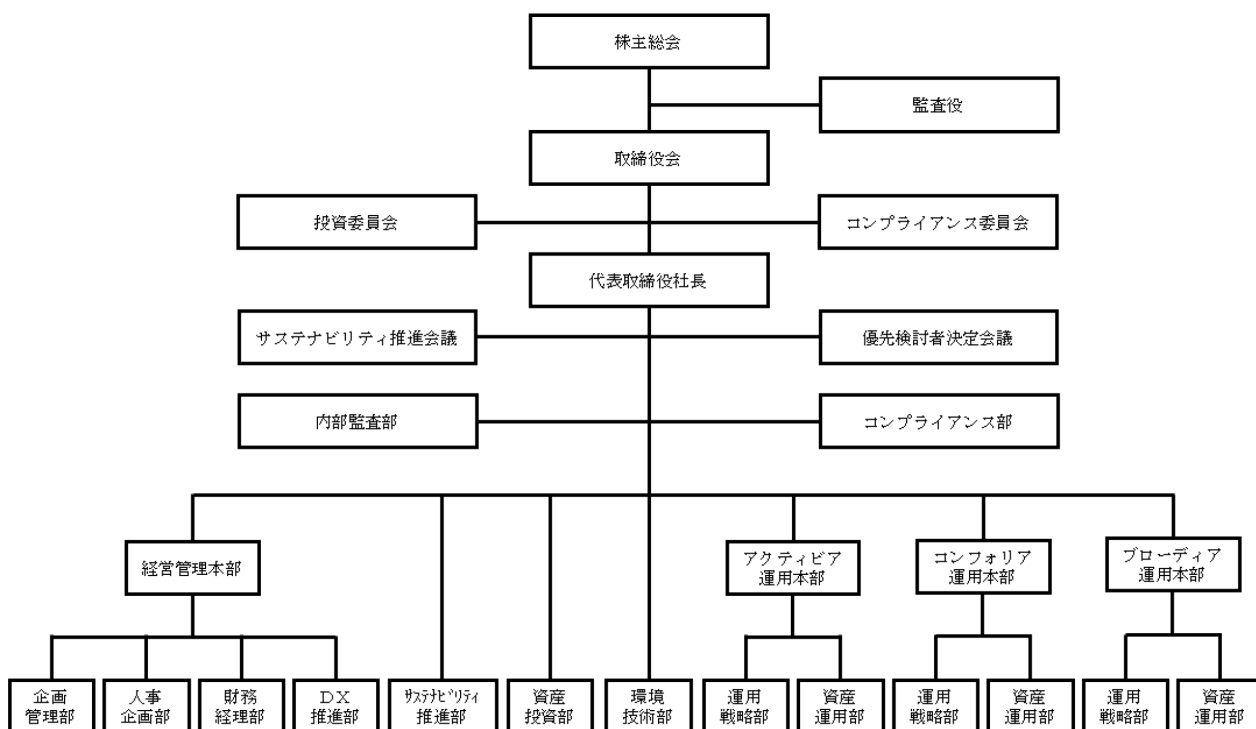 株主総会
監査役
取締役会
投資委員会
コンプライアンス委員会
代表取締役社長
サステナビリティ推進会議
優先検討者決定会議
内部監査部
コンプライアンス部
経営管理本部
アクティビア
運用本部
コンフォリア
運用本部
ブローディア
運用本部
企画
管理部
人事
企画部
財務
経理部
DX
推進部
ｻｽﾃﾅﾋﾞﾘﾃｨ
推進部
資産
投資部
環境
技術部
運用
戦略部
資産
運用部
運用
戦略部
資産
運用部
運用
戦略部
資産
運用部